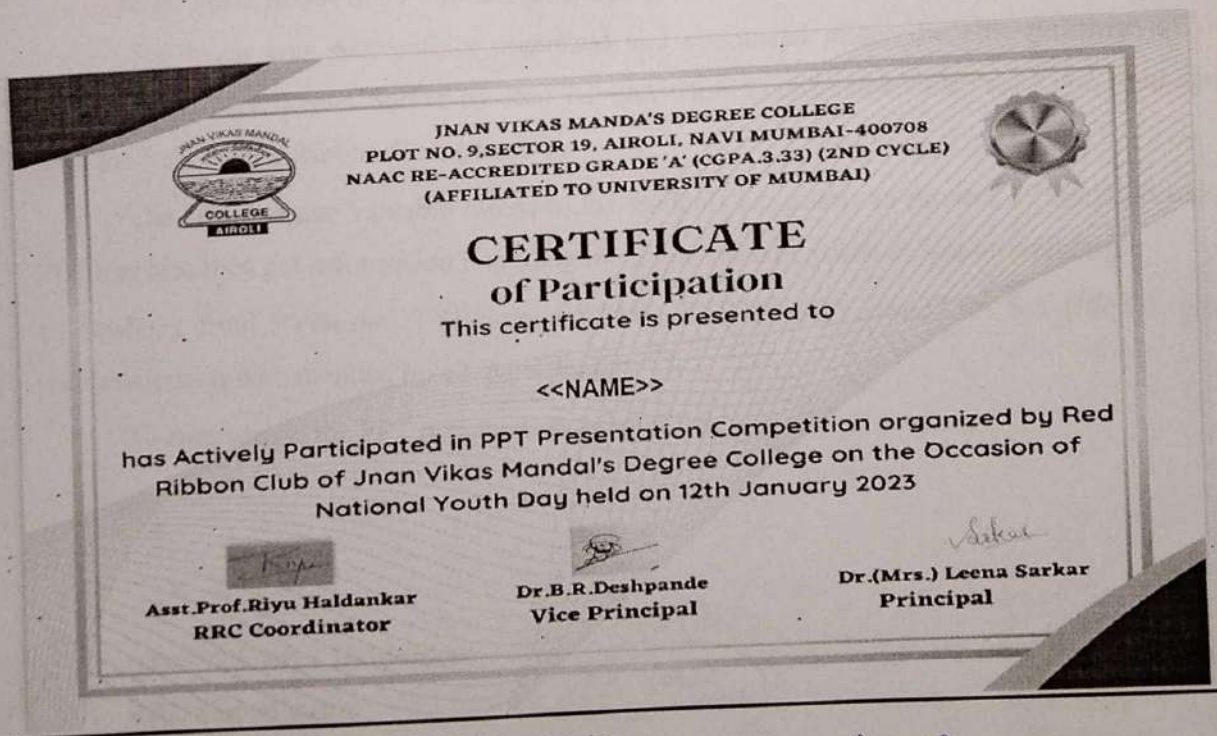 JNAN VIKAS MANDAL
COLLEGE
AIROLI
JNAN VIKAS MANDA'S DEGREE COLLEGE
PLOT NO. 9,SECTOR 19, AIROLI, NAVI MUMBAI-400708
NAAC RE-ACCREDITED GRADE 'A' (CGPA.3.33) (2ND CYCLE)
(AFFILIATED TO UNIVERSITY OF MUMBAI)
CERTIFICATE
of Participation
This certificate is presented to
<<NAME>>
has Actively Participated in PPT Presentation Competition organized by Red
Ribbon Club of Jnan Vikas Mandal's Degree College on the Occasion of
National Youth Day held on 12th January 2023
Asst.Prof.Riyu Haldankar
RRC Coordinator
Dr.B.R.Deshpande
Vice Principal
Dr.(Mrs.) Leena Sarkar
Principal